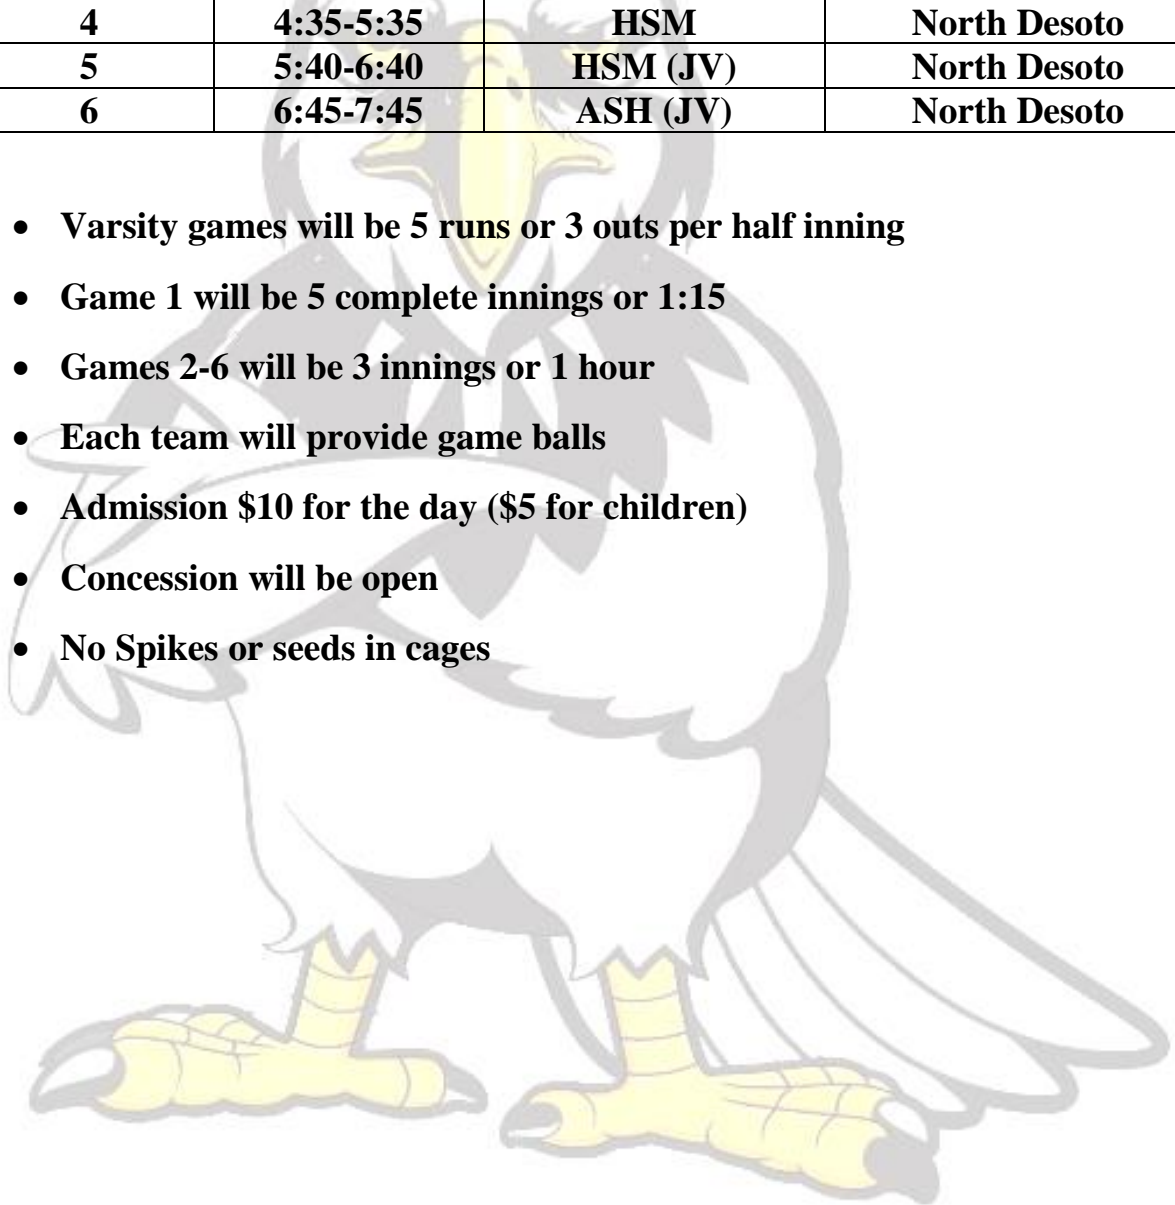 4 4:35-5:35 HSM North Desoto
5 5:40-6:40 HSM (JV) North Desoto
6 6:45-7:45 ASH (JV) North Desoto
• Varsity games will be 5 runs or 3 outs per half inning
• Game 1 will be 5 complete innings or 1:15
• Games 2-6 will be 3 innings or 1 hour
• Each team will provide game balls
• Admission $10 for the day ($5 for children)
• Concession will be open
• No Spikes or seeds in cages